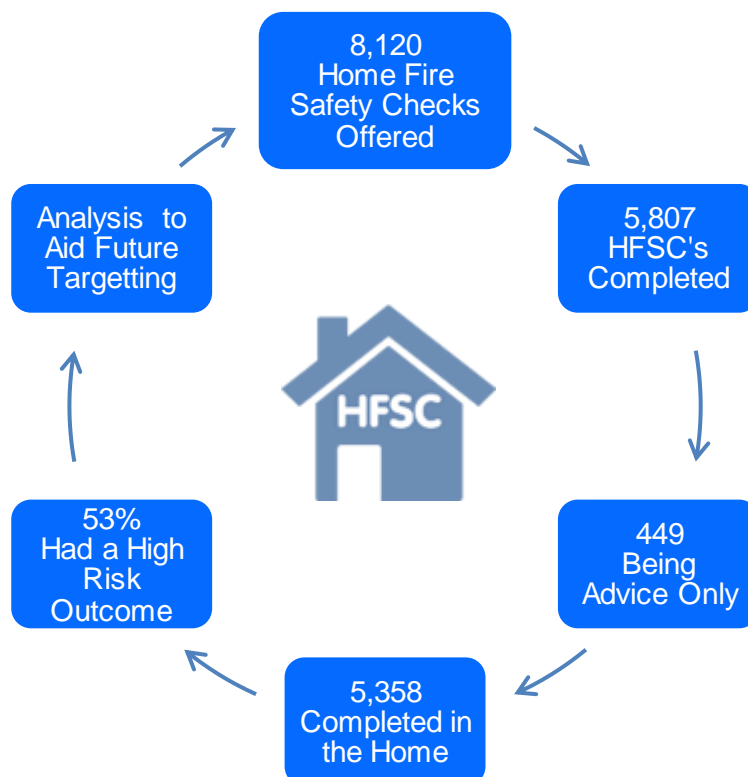 8,120
Home Fire
Safety Checks
Offered
5,807
HFSC's
Completed
449
Being
Advice Only
5,358
Completed in
the Home
53%
Had a High
Risk
Outcome
Analysis to
Aid Future
Targetting
HFSC